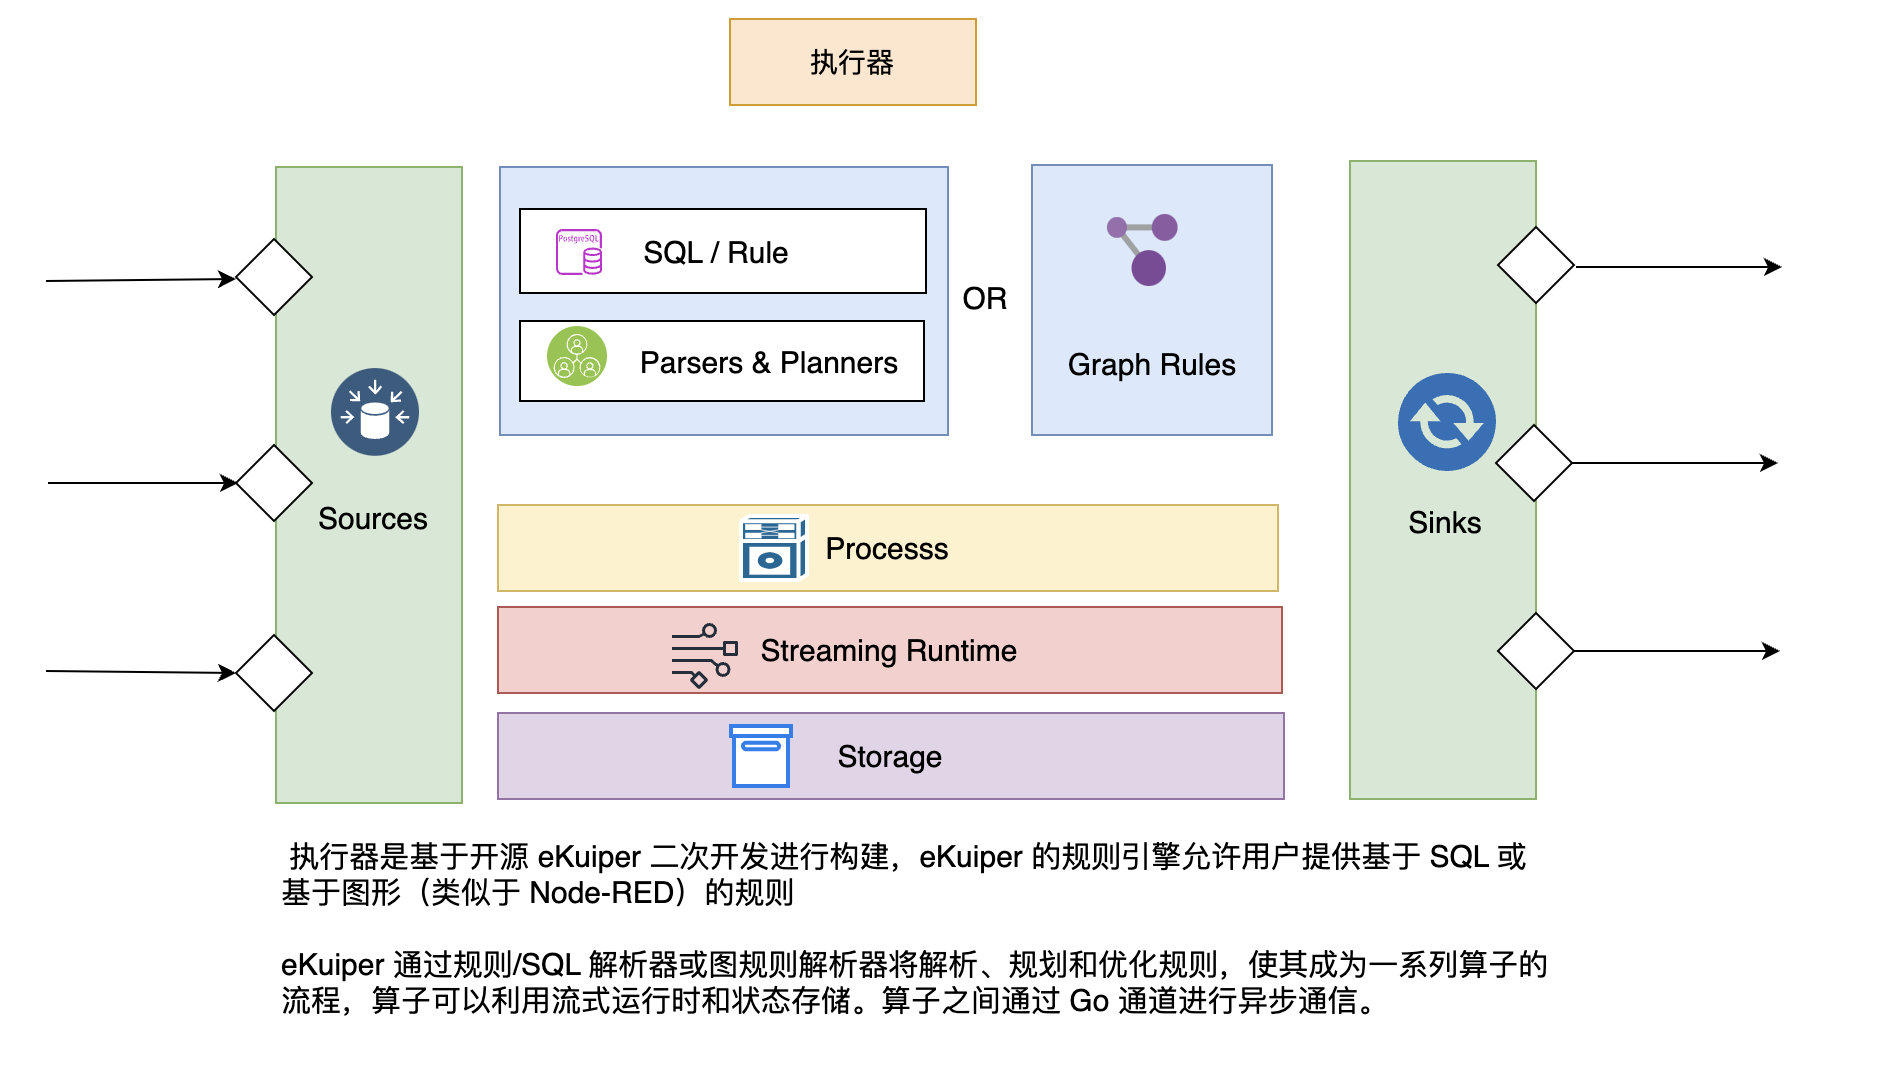 执行器
PostgreSQL
SQL / Rule
Parsers & Planners
OR
Graph Rules
Sources
Sinks
Processs
Streaming Runtime
Storage
执行器是基于开源 eKuiper 二次开发进行构建，eKuiper 的规则引擎允许用户提供基于 SQL 或
基于图形（类似于 Node-RED）的规则
eKuiper 通过规则/SQL 解析器或图规则解析器将解析、规划和优化规则，使其成为一系列算子的
流程，算子可以利用流式运行时和状态存储。算子之间通过 Go 通道进行异步通信。